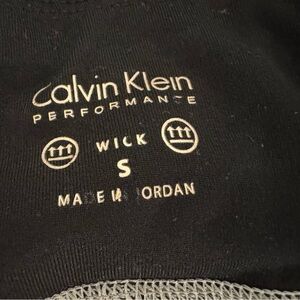 Calvin Klein
PERFORMANCE
WICK
S
MADE IN JORDAN